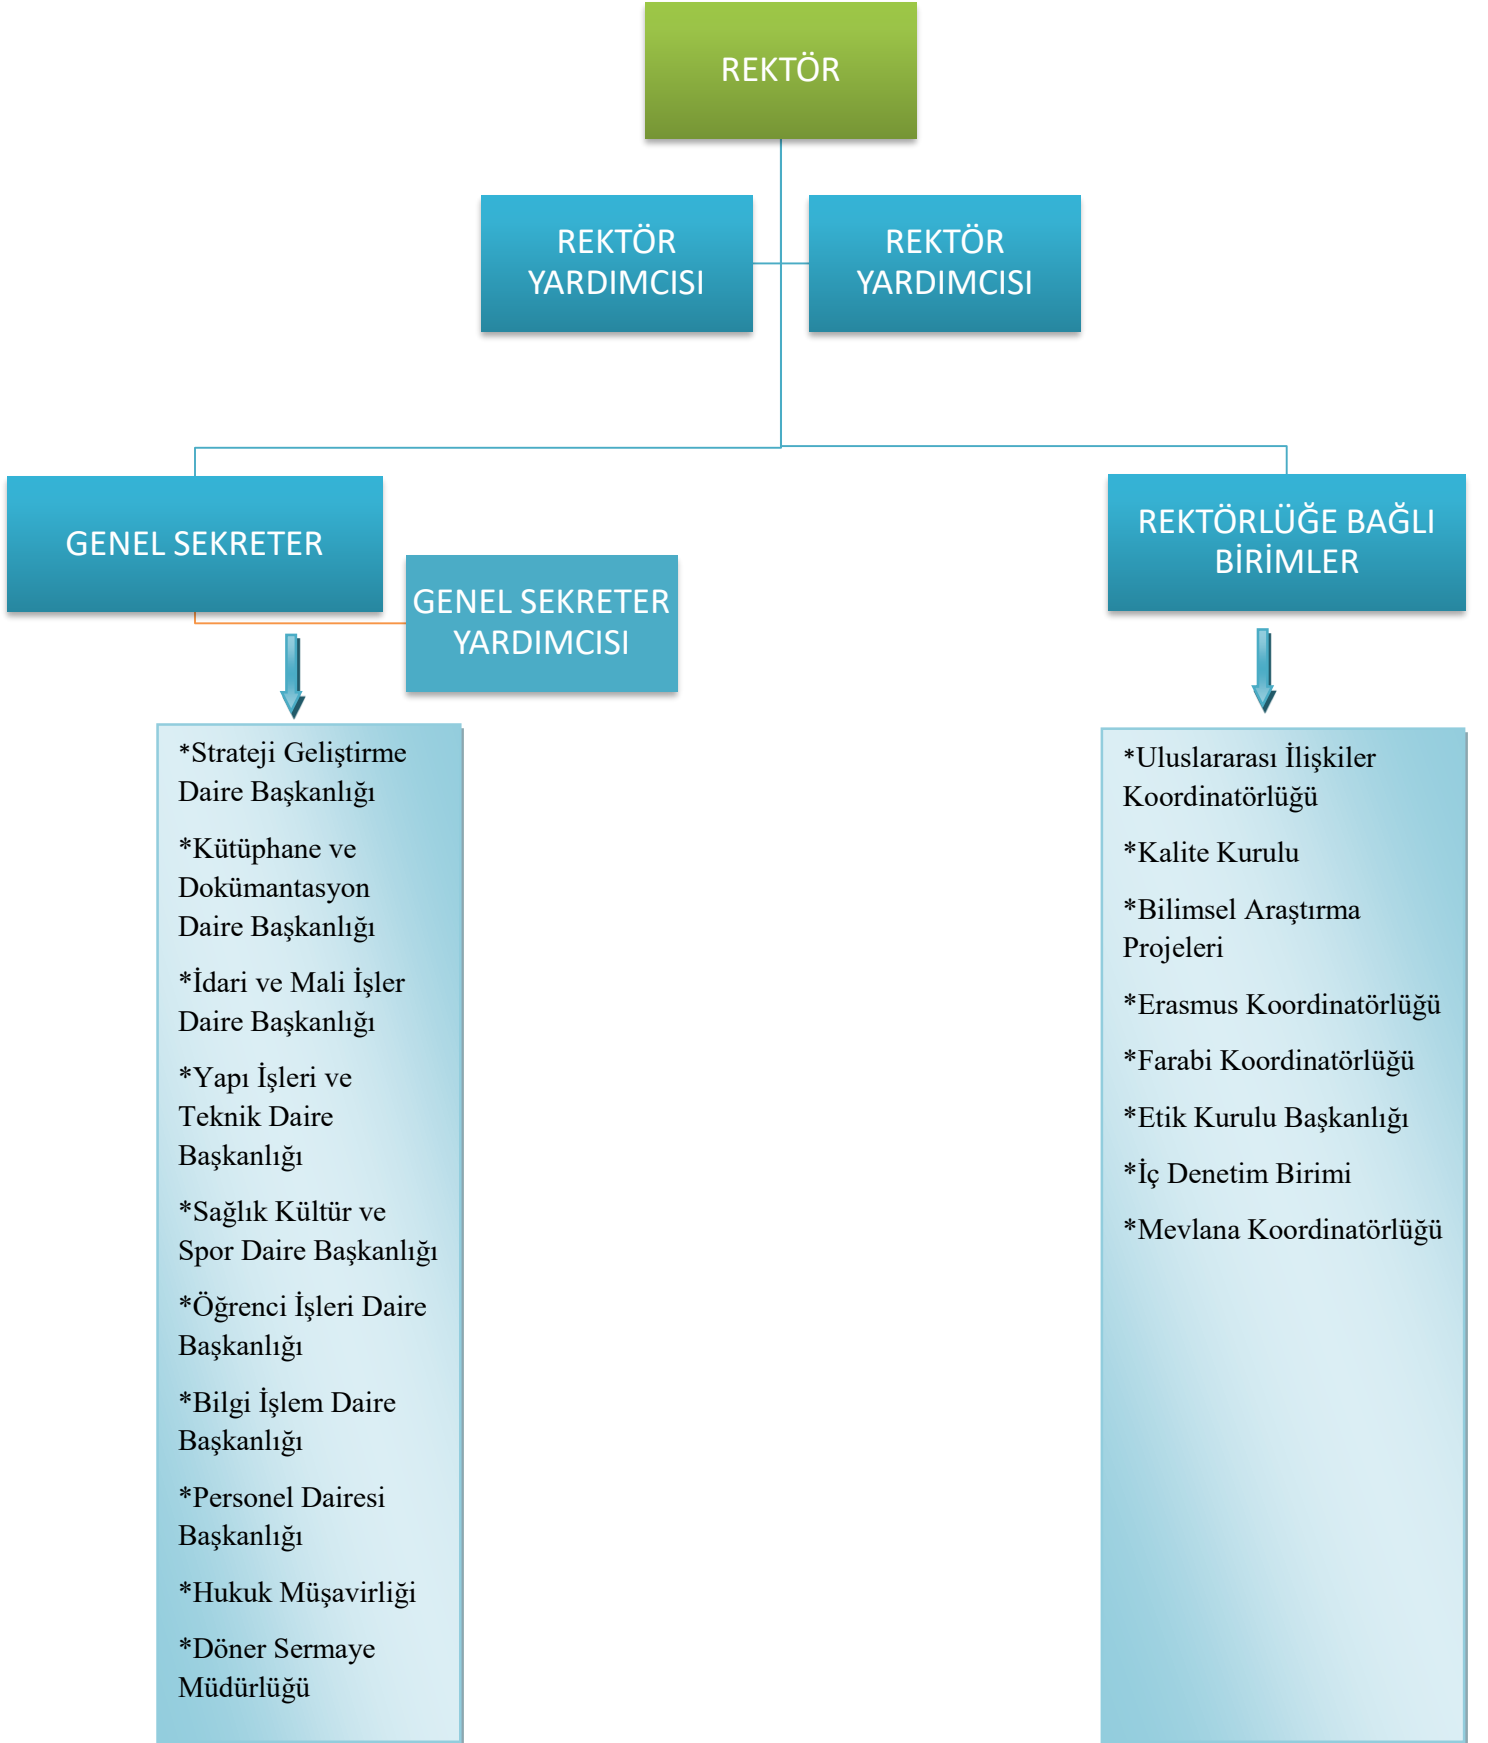 REKTÖR
REKTÖR
YARDIMCISI
REKTÖR
YARDIMCISI
GENEL SEKRETER
GENEL SEKRETER
YARDIMCISI
REKTÖRLÜĞE BAĞLI
BİRİMLER
*Strateji Geliştirme
Daire Başkanlığı
*Kütüphane ve
Dokümantasyon
Daire Başkanlığı
*İdari ve Mali İşler
Daire Başkanlığı
*Yapı İşleri ve
Teknik Daire
Başkanlığı
*Sağlık Kültür ve
Spor Daire Başkanlığı
*Öğrenci İşleri Daire
Başkanlığı
*Bilgi İşlem Daire
Başkanlığı
*Personel Dairesi
Başkanlığı
*Hukuk Müşavirliği
*Döner Sermaye
Müdürlüğü
*Uluslararası İlişkiler
Koordinatörlüğü
*Kalite Kurulu
*Bilimsel Araştırma
Projeleri
*Erasmus Koordinatörlüğü
*Farabi Koordinatörlüğü
*Etik Kurulu Başkanlığı
*İç Denetim Birimi
*Mevlana Koordinatörlüğü